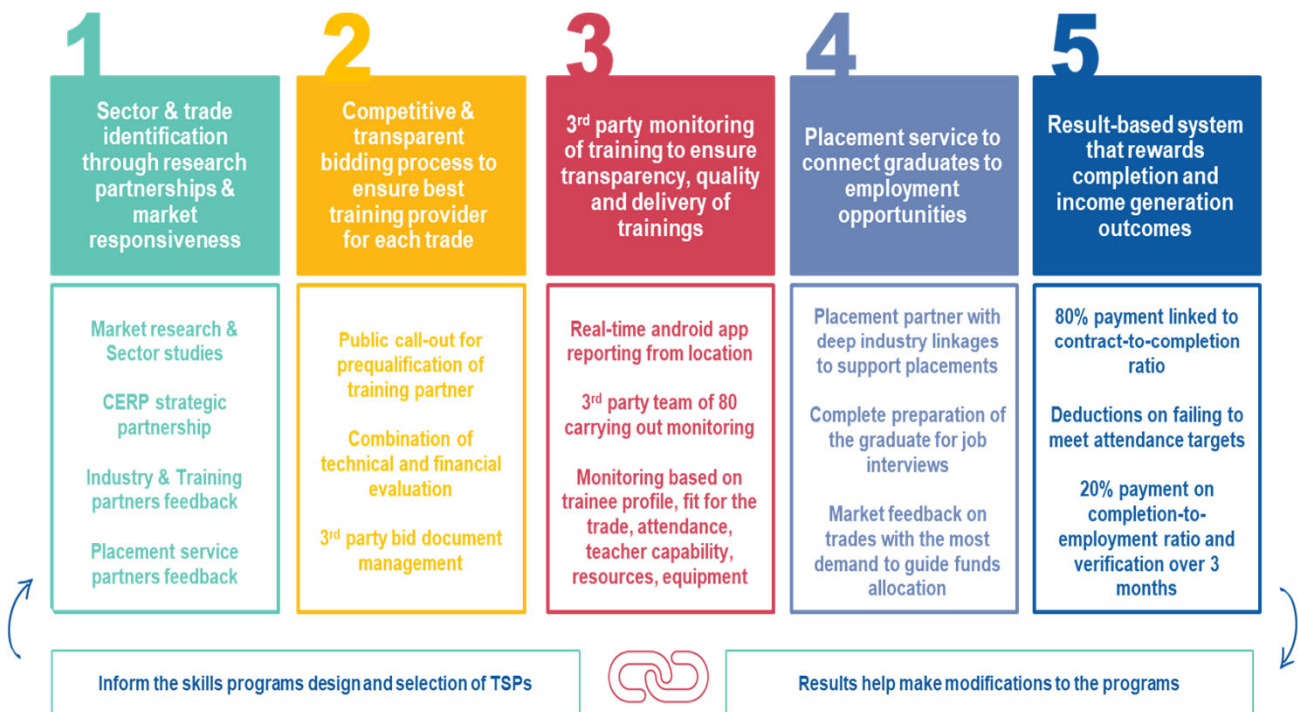 1
Sector & trade
identification
through research
partnerships &
market
responsiveness
Market research &
Sector studies
CERP strategic
partnership
Industry & Training
partners feedback
Placement service
partners feedback
2
Competitive &
transparent
bidding process to
ensure best
training provider
for each trade
Public call-out for
prequalification of
training partner
Combination of
technical and financial
evaluation
3rd party bid document
management
3
3rd party monitoring
of training to ensure
transparency, quality
and delivery of
trainings
Real-time android app
reporting from location
3rd party team of 80
carrying out monitoring
Monitoring based on
trainee profile, fit for the
trade, attendance,
teacher capability,
resources, equipment
4
Placement service to
connect graduates to
employment
opportunities
Placement partner with
deep industry linkages
to support placements
Complete preparation of
the graduate for job
interviews
Market feedback on
trades with the most
demand to guide funds
allocation
5
Result-based system
that rewards
completion and
income generation
outcomes
80% payment linked to
contract-to-completion
ratio
Deductions on failing to
meet attendance targets
20% payment on
completion-to-
employment ratio and
verification over 3
months
Inform the skills programs design and selection of TSPs
Results help make modifications to the programs